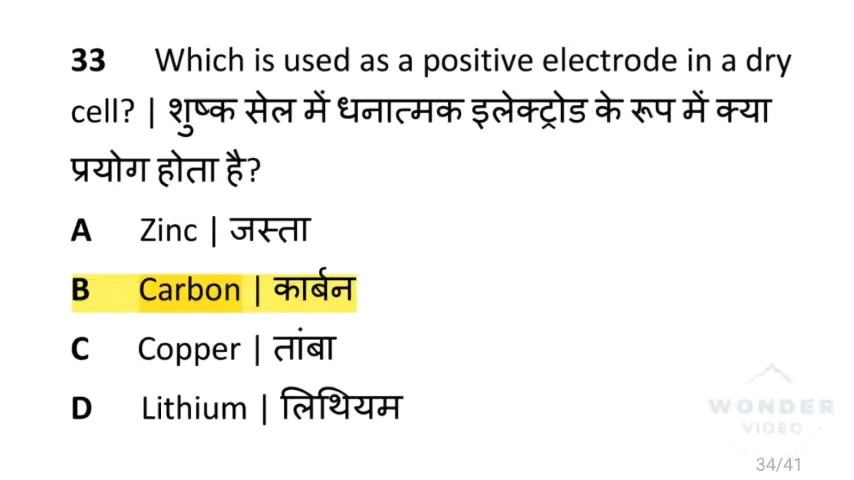 33 Which is used as a positive electrode in a dry
cell? | शुष्क सेल में धनात्मक इलेक्ट्रोड के रूप में क्या
प्रयोग होता है?
A Zinc | जस्ता
B Carbon | कार्बन
C Copper | तांबा
D Lithium | लिथियम
WONDER
VIDEO
34/41